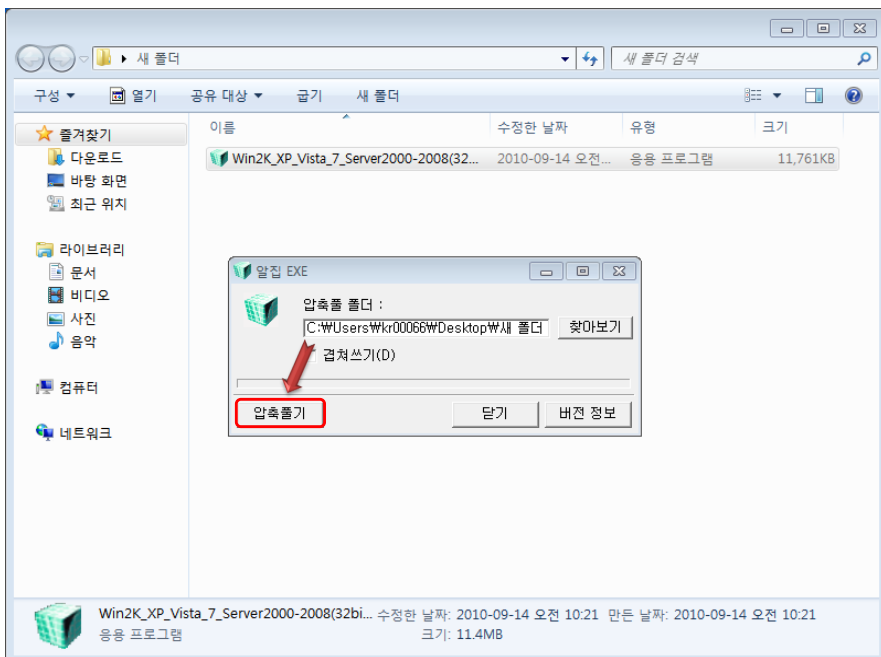 새 폴더
새 폴더 검색
구성 열기 공유 대상 굽기 새 폴더
이름 수정한 날짜 유형 크기
Win2K_XP_Vista_7_Server2000-2008(32... 2010-09-14 오전... 응용 프로그램 11,761KB
즐겨찾기
다운로드
바탕 화면
최근 위치
라이브러리
문서
비디오
사진
음악
컴퓨터
네트워크
알집 EXE
압축풀 폴더 :
C:₩Users₩kr00066₩Desktop₩새 폴더 찾아보기
겹쳐쓰기(D)
압축풀기 닫기 버전 정보
Win2K_XP_Vista_7_Server2000-2008(32bi... 수정한 날짜: 2010-09-14 오전 10:21 만든 날짜: 2010-09-14 오전 10:21
응용 프로그램 크기: 11.4MB